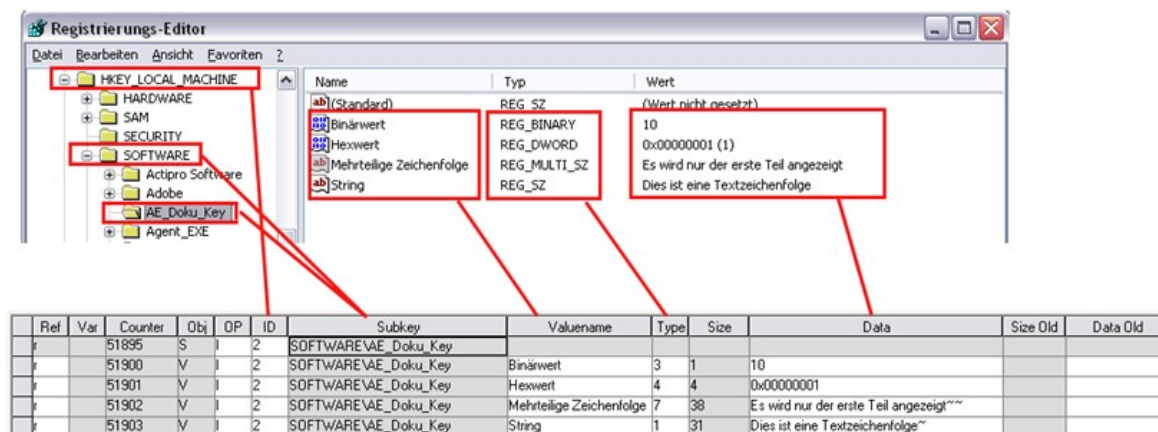 Registrierungs-Editor
Datei Bearbeiten Ansicht Favoriten ?
HKEY_LOCAL_MACHINE
HARDWARE
SAM
SECURITY
SOFTWARE
Actipro Software
Adobe
AE_Doku_Key
Agent_EXE
Name Typ Wert
(Standard) REG_SZ (Wert nicht gesetzt)
Binärwert REG_BINARY 10
Hexwert REG_DWORD 0x00000001 (1)
Mehrteilige Zeichenfolge REG_MULTI_SZ Es wird nur der erste Teil angezeigt
String REG_SZ Dies ist eine Textzeichenfolge
Ref Var Counter Obj OP ID Subkey Valuename Type Size Data Size Old Data Old
r 51895 S I 2 SOFTWARE\AE_Doku_Key
r 51900 V I 2 SOFTWARE\AE_Doku_Key Binärwert 3 1 10
r 51901 V I 2 SOFTWARE\AE_Doku_Key Hexwert 4 4 0x00000001
r 51902 V I 2 SOFTWARE\AE_Doku_Key Mehrteilige Zeichenfolge 7 38 Es wird nur der erste Teil angezeigt~~
r 51903 V I 2 SOFTWARE\AE_Doku_Key String 1 31 Dies ist eine Textzeichenfolge~